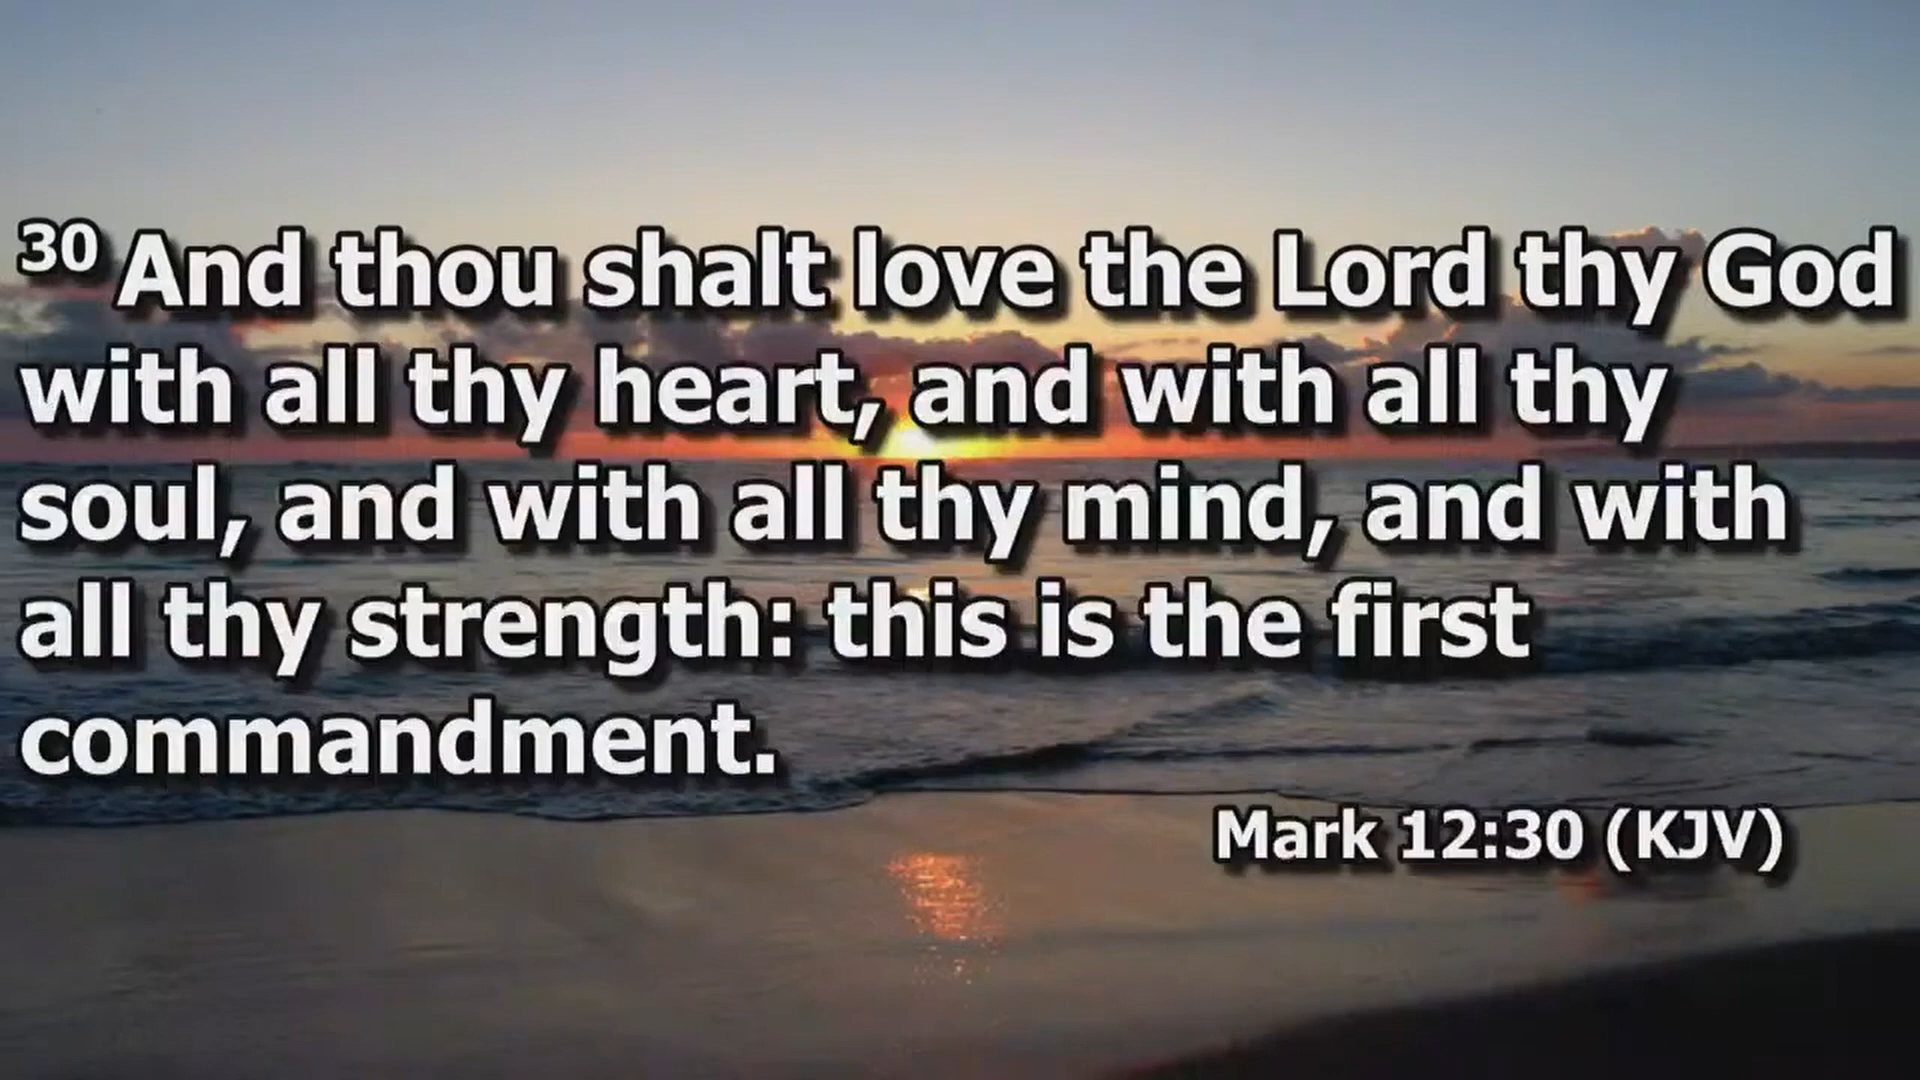 30 And thou shalt love the Lord thy God
with all thy heart, and with all thy
soul, and with all thy mind, and with
all thy strength: this is the first
commandment.
Mark 12:30 (KJV)